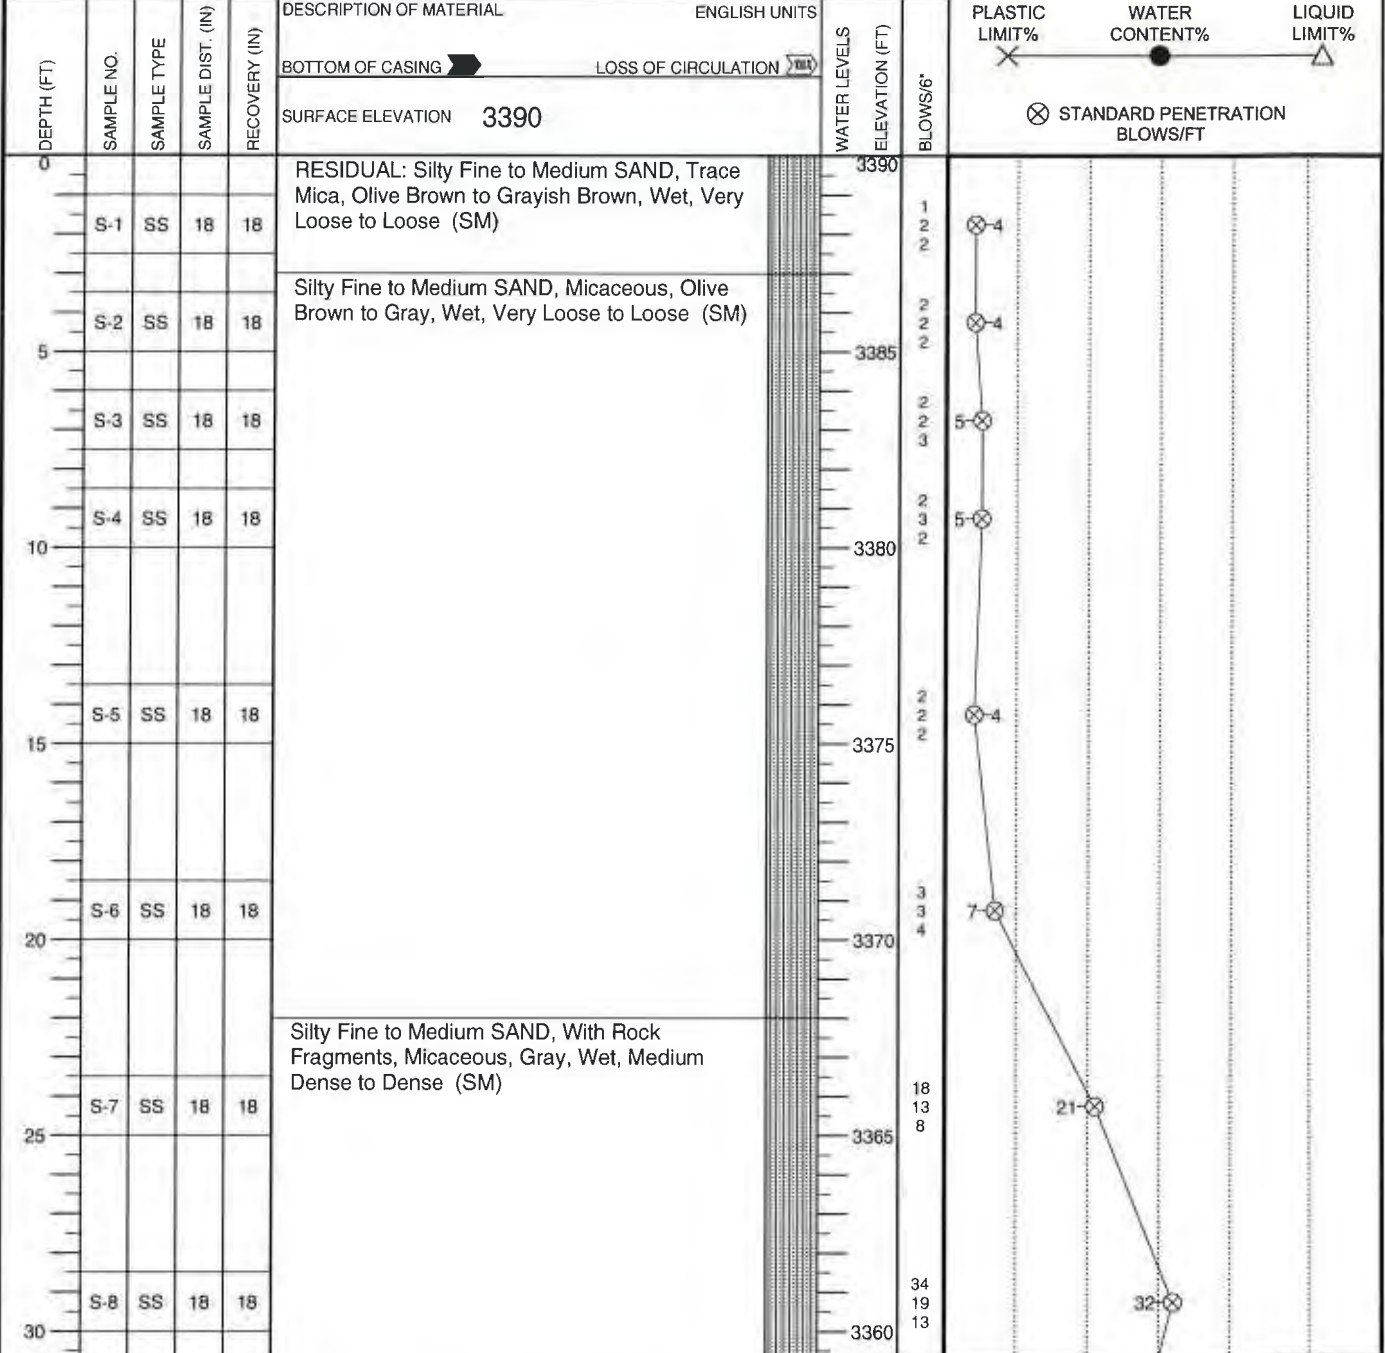 DESCRIPTION OF MATERIAL ENGLISH UNITS
BOTTOM OF CASING LOSS OF CIRCULATION
SURFACE ELEVATION 3390
DEPTH (FT)
SAMPLE NO.
SAMPLE TYPE
SAMPLE DIST. (IN)
RECOVERY (IN)
WATER LEVELS
ELEVATION (FT)
BLOWS/6"
PLASTIC LIMIT%
WATER CONTENT%
LIQUID LIMIT%
STANDARD PENETRATION
BLOWS/FT
0 3390
RESIDUAL: Silty Fine to Medium SAND, Trace
Mica, Olive Brown to Grayish Brown, Wet, Very
Loose to Loose (SM)
S-1 SS 18 18
1
2
2
4
Silty Fine to Medium SAND, Micaceous, Olive
Brown to Gray, Wet, Very Loose to Loose (SM)
S-2 SS 18 18
2
2
2
4
5 3385
S-3 SS 18 18
2
2
3
5
S-4 SS 18 18
2
3
2
5
10 3380
S-5 SS 18 18
2
2
2
4
15 3375
S-6 SS 18 18
3
3
4
7
20 3370
Silty Fine to Medium SAND, With Rock
Fragments, Micaceous, Gray, Wet, Medium
Dense to Dense (SM)
S-7 SS 18 18
18
13
8
21
25 3365
S-8 SS 18 18
34
19
13
32
30 3360